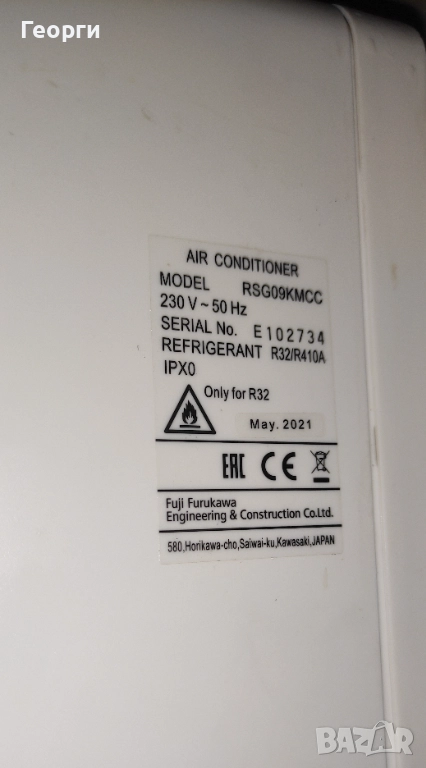 Георги
AIR CONDITIONER
MODEL RSG09KMCC
230 V ~ 50 Hz
SERIAL No. E102734
REFRIGERANT R32/R410A
IPX0
Only for R32
May. 2021
EAC CE
Fuji Furukawa
Engineering & Construction Co.Ltd.
580,Horikawa-cho,Saiwai-ku,Kawasaki,JAPAN
BAZAR